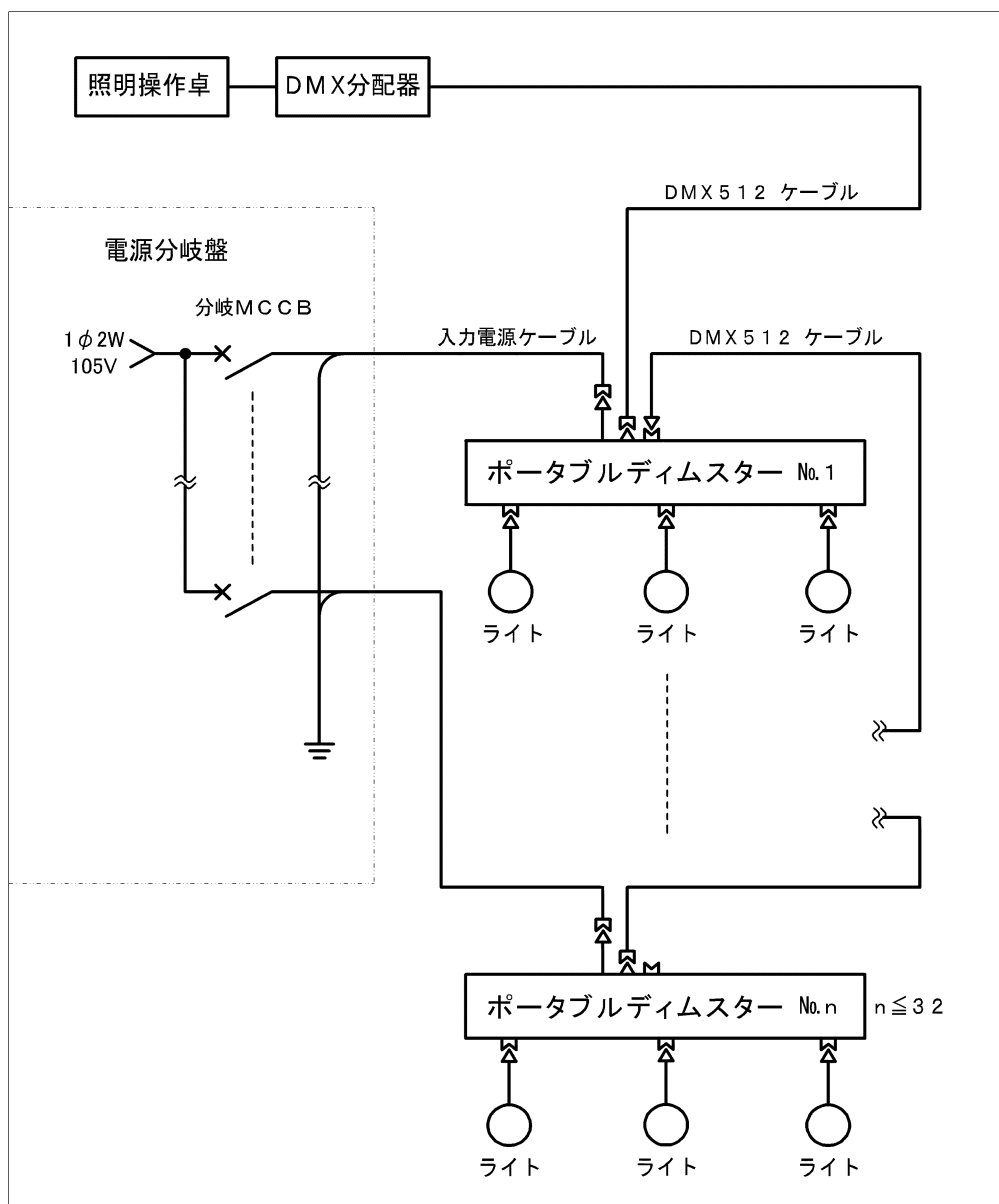 照明操作卓
DMX分配器
DMX512 ケーブル
電源分岐盤
分岐MCCB
1φ2W
105V
入力電源ケーブル
DMX512 ケーブル
ポータブルディムスター №1
ライト
ライト
ライト
ポータブルディムスター №n
n≦32
ライト
ライト
ライト